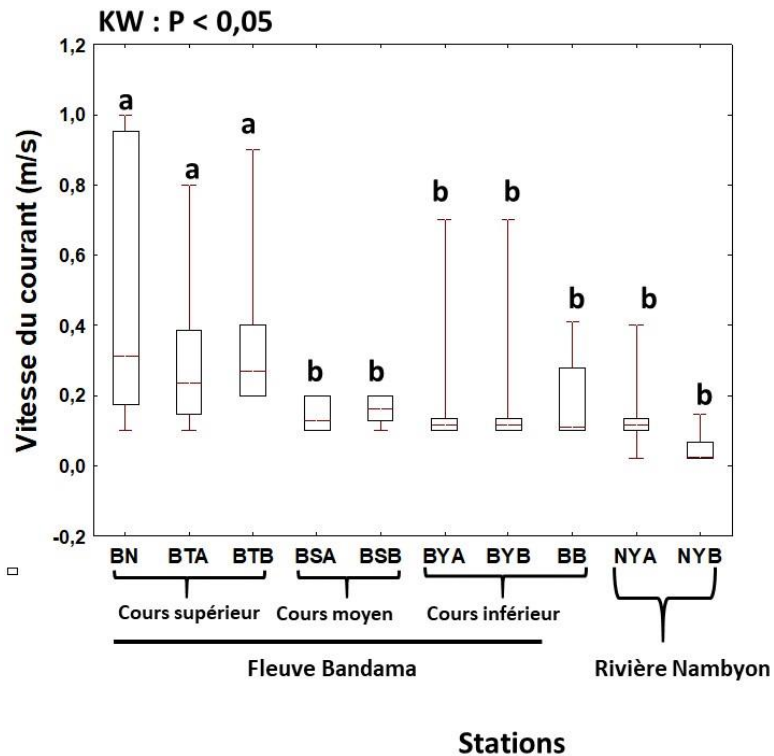 KW : P < 0,05
1,2
1,0
0,8
0,6
0,4
0,2
0,0
-0,2
Vitesse du courant (m/s)
a
a
a
b
b
b
b
b
b
b
BN BTA BTB BSA BSB BYA BYB BB NYA NYB
Cours supérieur Cours moyen Cours inférieur
Fleuve Bandama Rivière Nambyon
Stations